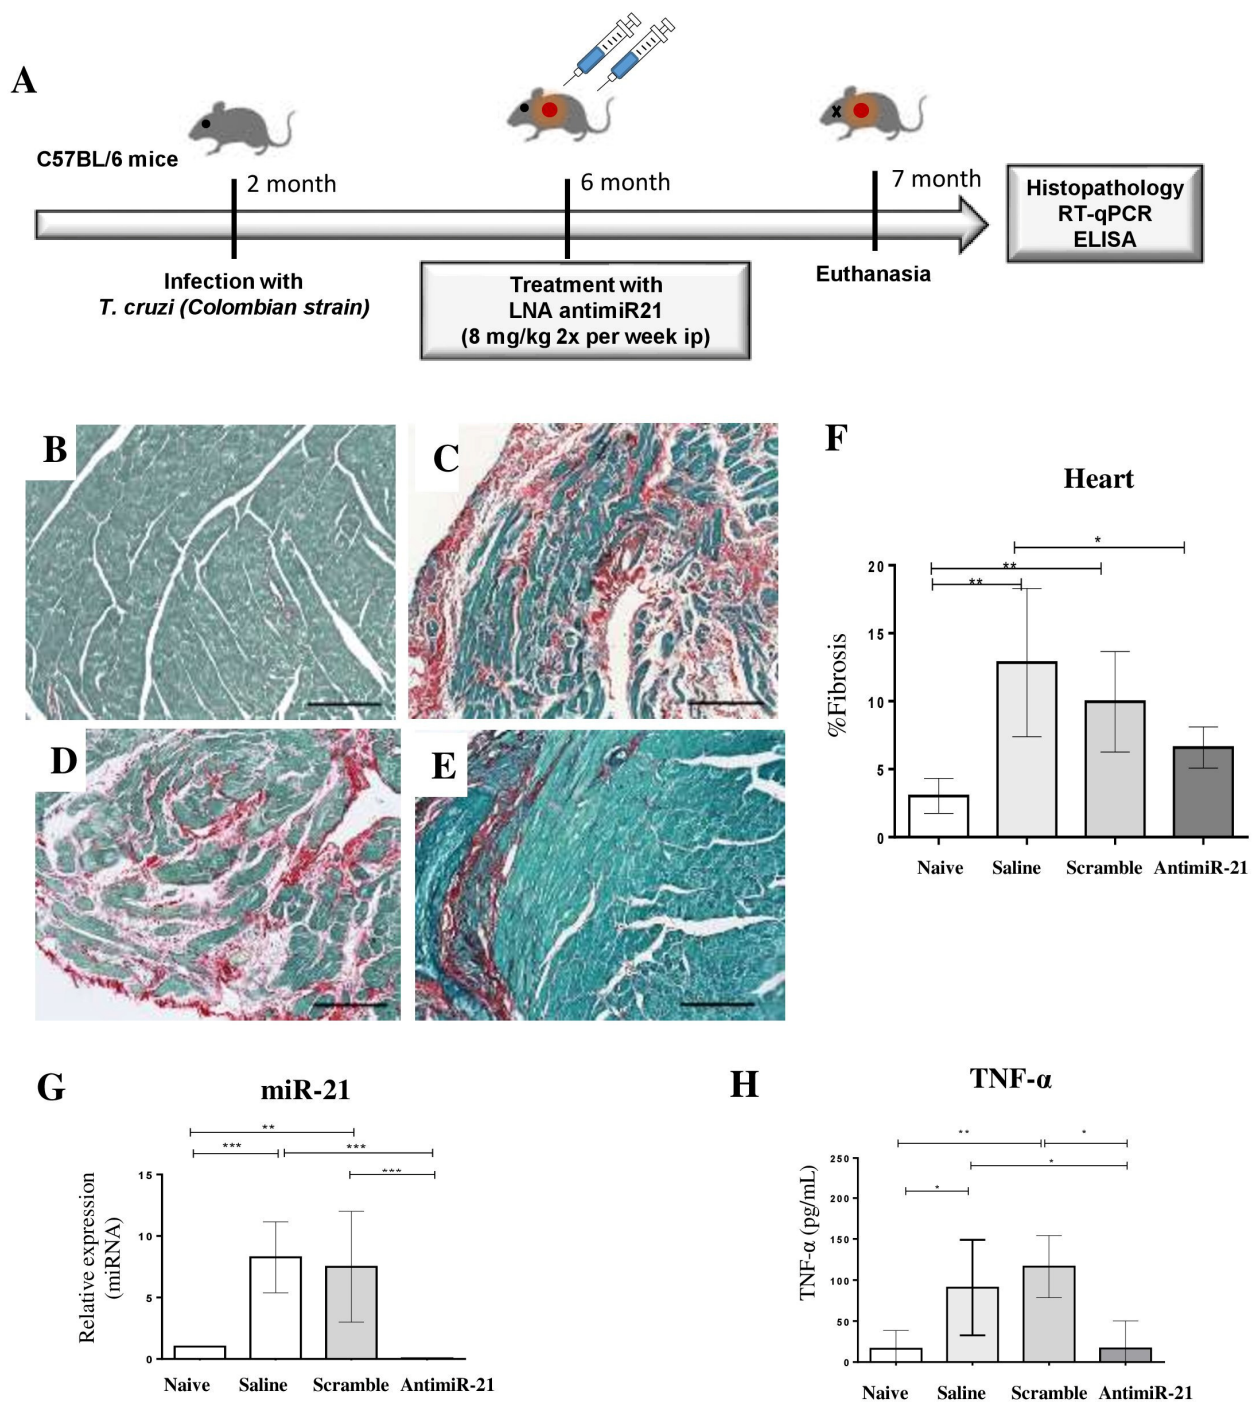 A
C57BL/6 mice
2 month
6 month
7 month
Infection with
T. cruzi (Colombian strain)
Treatment with
LNA antimiR21
(8 mg/kg 2x per week ip)
Euthanasia
Histopathology
RT-qPCR
ELISA
B
C
D
E
F
Heart
*
**
**
%Fibrosis
20
15
10
5
0
Naive Saline Scramble AntimiR-21
G
miR-21
**
*** ***
***
Relative expression
(miRNA)
15
10
5
0
Naive Saline Scramble AntimiR-21
H
TNF-α
** *
*
*
TNF-α (pg/mL)
250
200
150
100
50
0
Naive Saline Scramble AntimiR-21